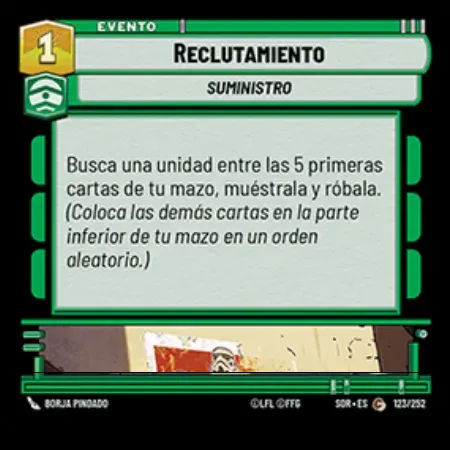 EVENTO
1
RECLUTAMIENTO
SUMINISTRO
Busca una unidad entre las 5 primeras
cartas de tu mazo, muéstrala y róbala.
(Coloca las demás cartas en la parte
inferior de tu mazo en un orden
aleatorio.)
BORJA PINDADO
©LFL ©FFG
SOR • ES
C
123/252